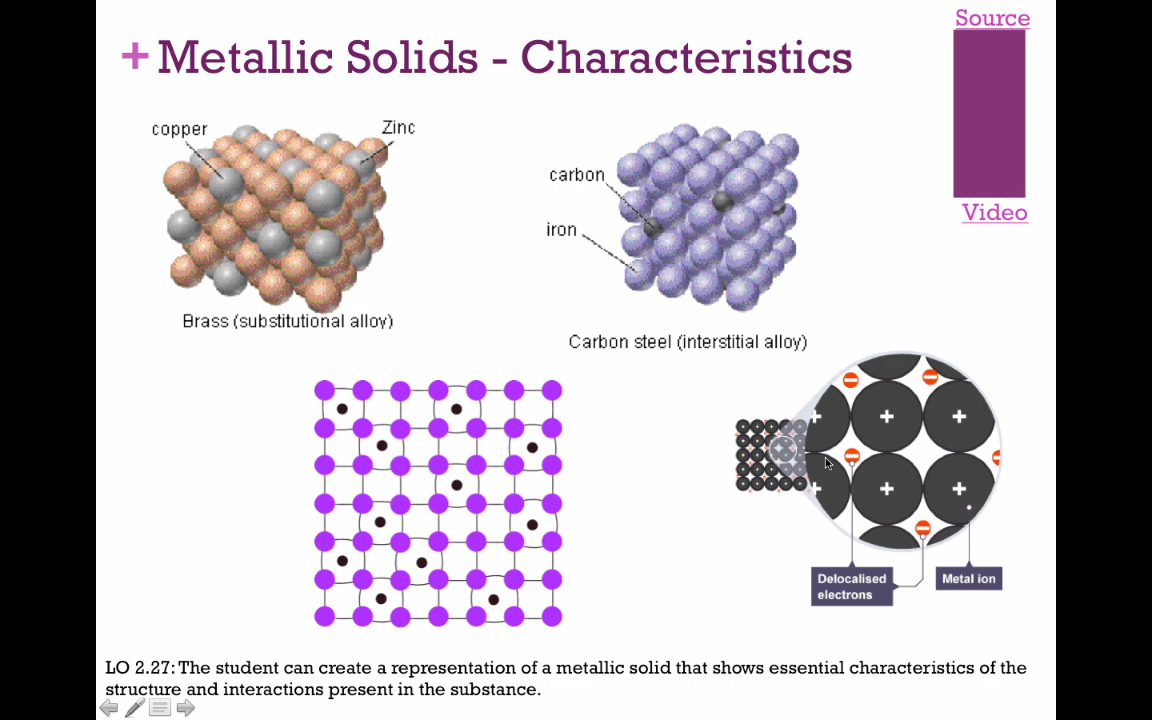 Source
+ Metallic Solids - Characteristics
copper
Zinc
carbon
iron
Video
Brass (substitutional alloy)
Carbon steel (interstitial alloy)
Delocalised
electrons
Metal ion
LO 2.27: The student can create a representation of a metallic solid that shows essential characteristics of the
structure and interactions present in the substance.